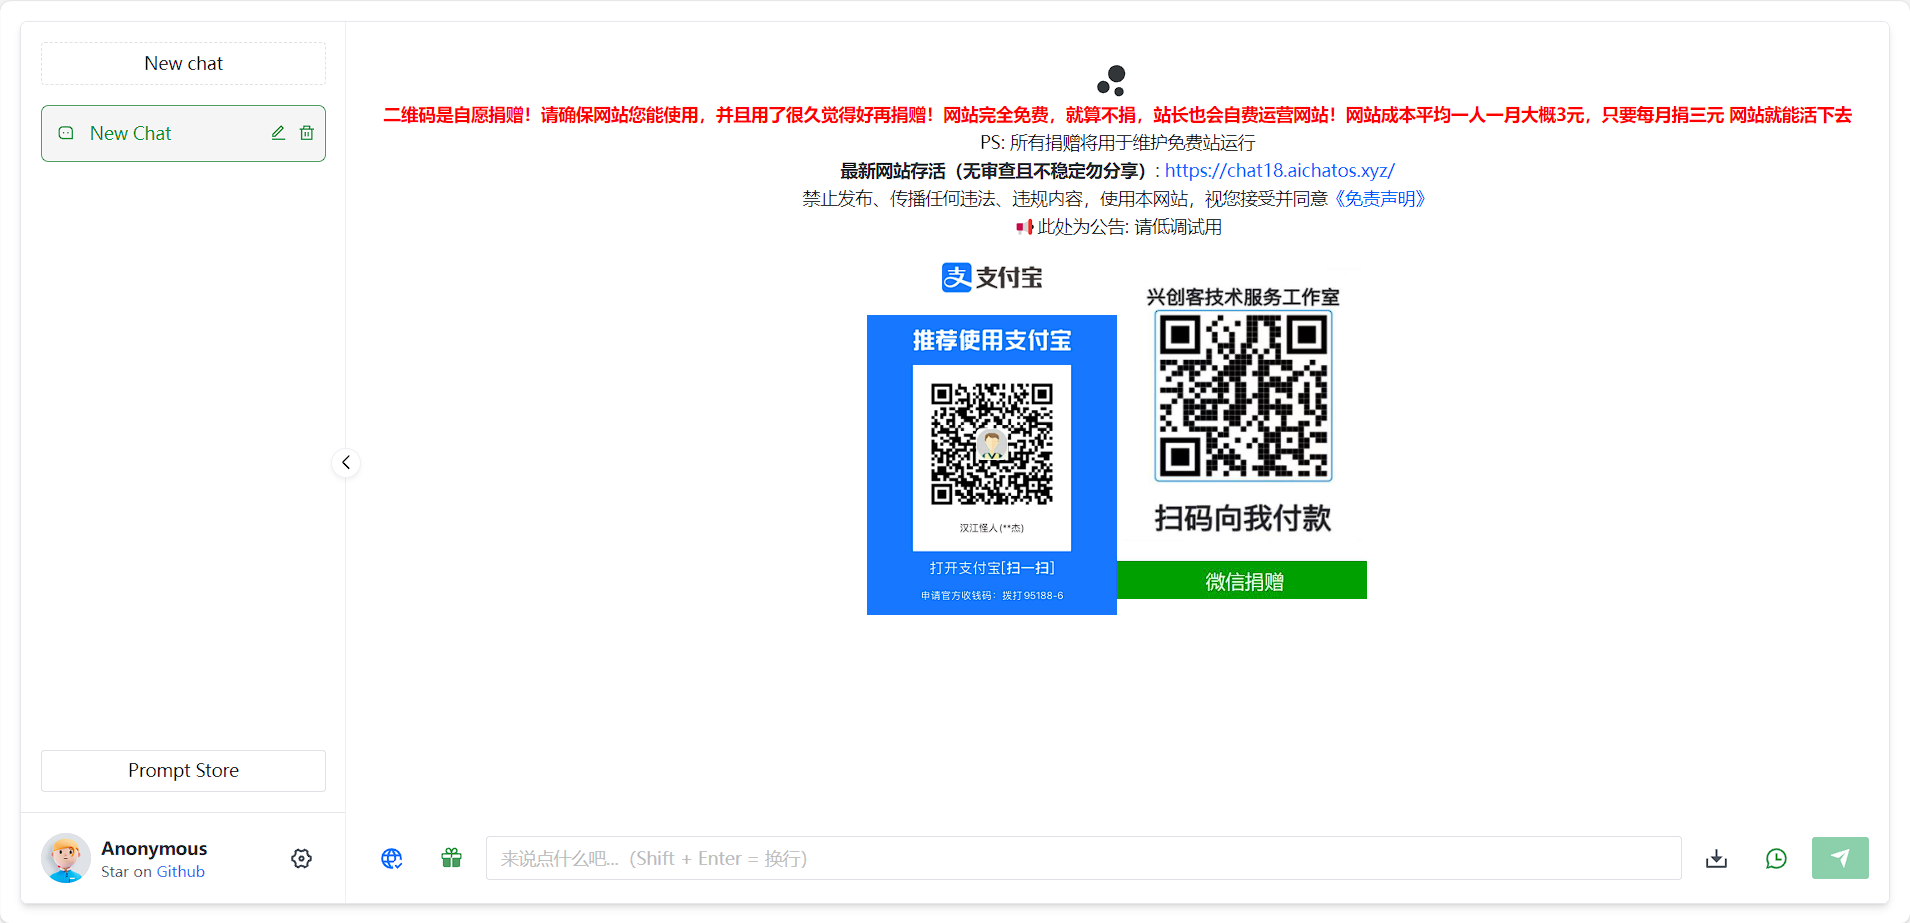 New chat
New Chat
Prompt Store
Anonymous
Star on Github
二维码是自愿捐赠！请确保网站您能使用，并且用了很久觉得好再捐赠！网站完全免费，就算不捐，站长也会自费运营网站！网站成本平均一人一月大概3元，只要每月捐三元 网站就能活下去
PS: 所有捐赠将用于维护免费站运行
最新网站存活（无审查且不稳定勿分享）: https://chat18.aichatos.xyz/
禁止发布、传播任何违法、违规内容，使用本网站，视您接受并同意《免责声明》
此处为公告: 请低调试用
支 支付宝
推荐使用支付宝
汉江怪人(**杰)
打开支付宝[扫一扫]
申请官方收钱码：拨打95188-6
兴创客技术服务工作室
扫码向我付款
微信捐赠
来说点什么吧...（Shift + Enter = 换行）